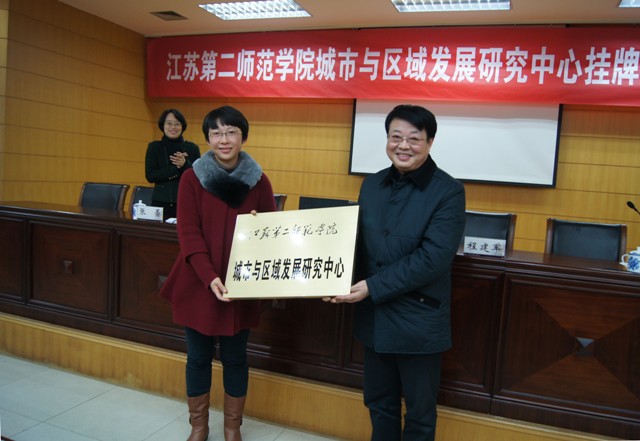 江苏第二师范学院城市与区域发展研究中心挂牌
江苏第二师范学院
城市与区域发展研究中心
程建军